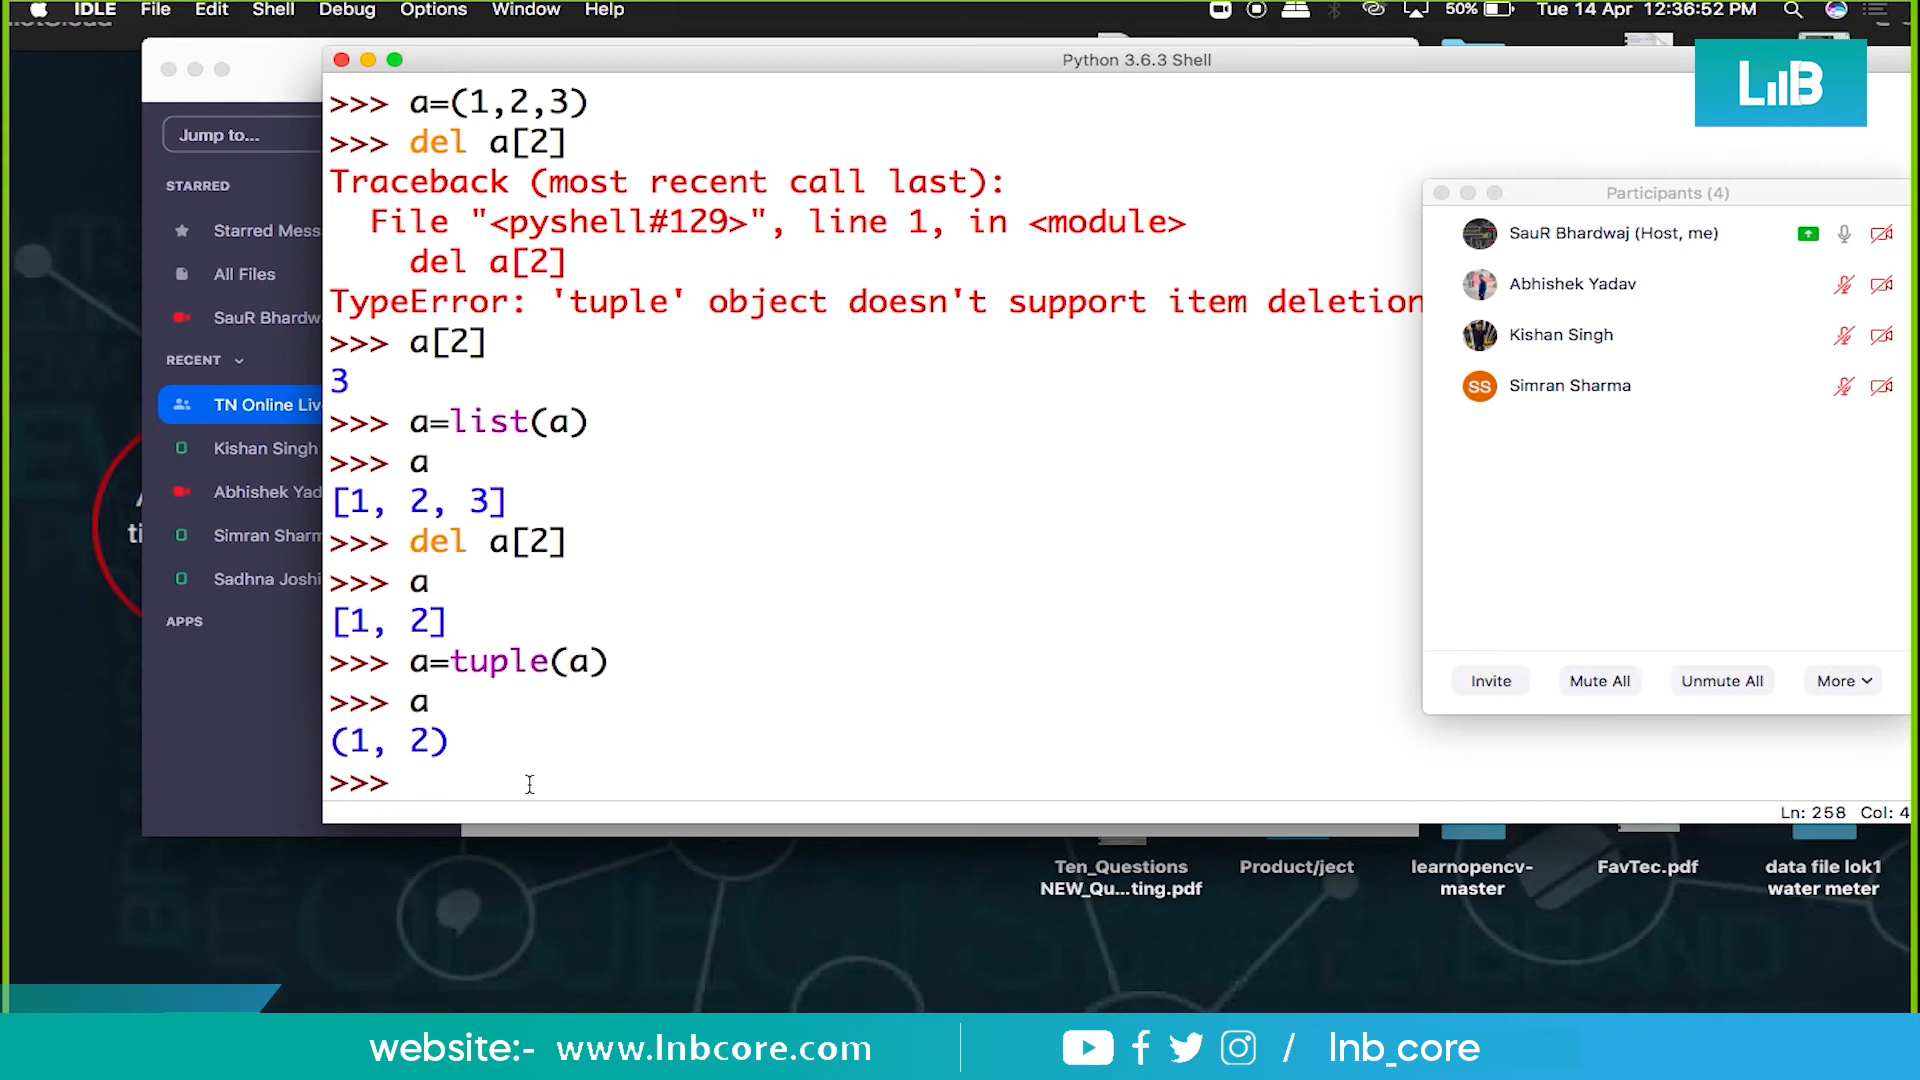 IDLE File Edit Shell Debug Options Window Help 50% Tue 14 Apr 12:36:52 PM
Python 3.6.3 Shell
LnB
>>> a=(1,2,3)
>>> del a[2]
Traceback (most recent call last):
  File "<pyshell#129>", line 1, in <module>
    del a[2]
TypeError: 'tuple' object doesn't support item deletion
>>> a[2]
3
>>> a=list(a)
>>> a
[1, 2, 3]
>>> del a[2]
>>> a
[1, 2]
>>> a=tuple(a)
>>> a
(1, 2)
>>>
Ln: 258 Col: 4
Jump to...
STARRED
Starred Mess
All Files
SauR Bhardw
RECENT
TN Online Liv
Kishan Singh
Abhishek Yad
Simran Sharm
Sadhna Joshi
APPS
Participants (4)
SauR Bhardwaj (Host, me)
Abhishek Yadav
Kishan Singh
SS Simran Sharma
Invite Mute All Unmute All More
Ten_Questions
NEW_Qu...ting.pdf
Product/ject
learnopencv-
master
FavTec.pdf
data file lok1
water meter
website:- www.lnbcore.com
/ lnb_core